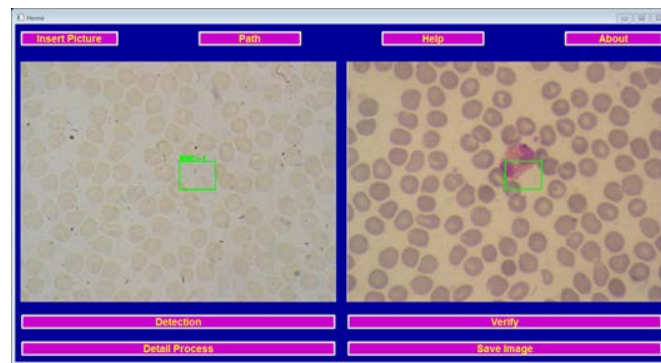 Home
Insert Picture
Path
Help
About
Detection
Verify
Detail Process
Save Image